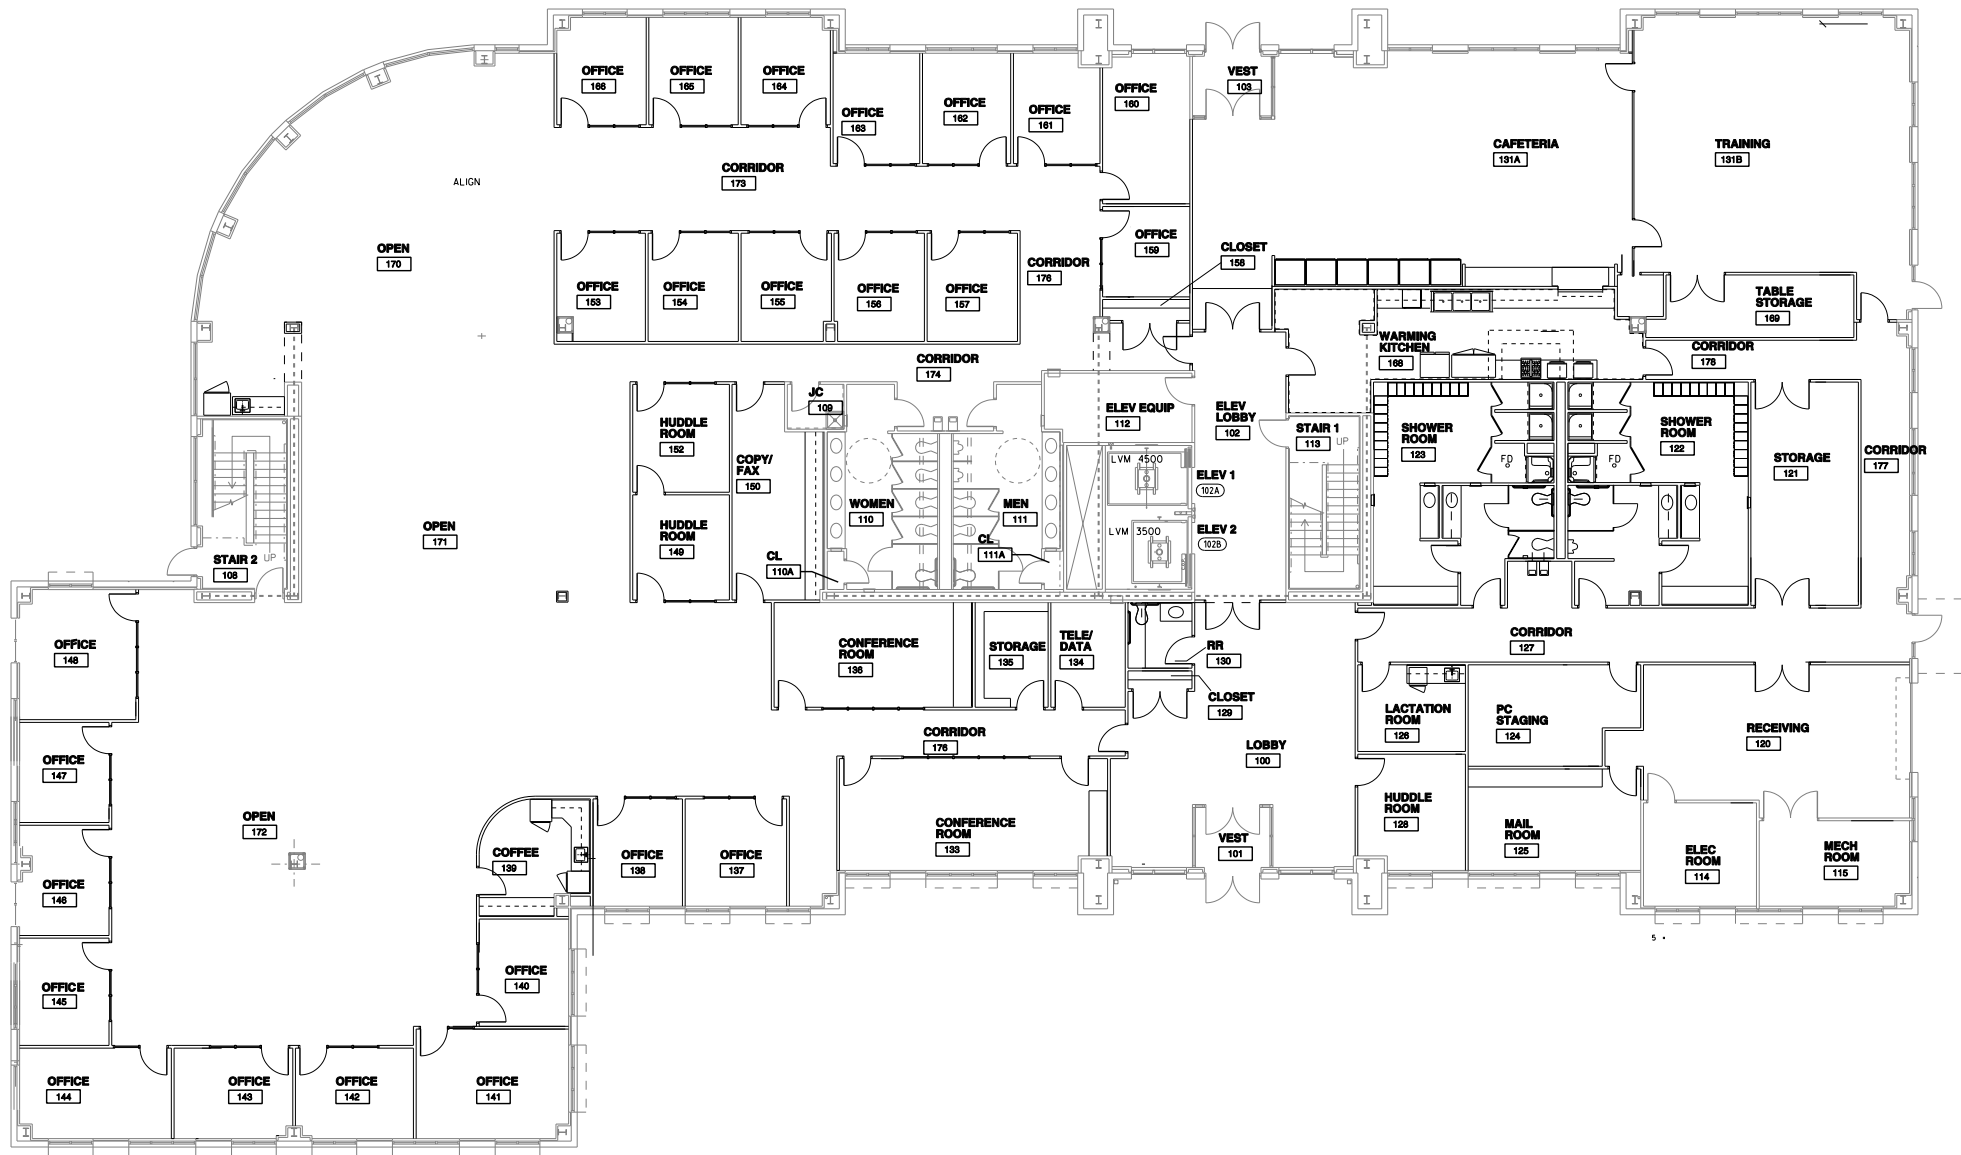 OFFICE
166
OFFICE
165
OFFICE
164
OFFICE
163
OFFICE
162
OFFICE
161
OFFICE
160
VEST
103
CAFETERIA
131A
TRAINING
131B
CORRIDOR
173
ALIGN
OPEN
170
OFFICE
153
OFFICE
154
OFFICE
155
OFFICE
156
OFFICE
157
CORRIDOR
176
OFFICE
159
CLOSET
158
TABLE
STORAGE
169
WARMING
KITCHEN
168
CORRIDOR
178
CORRIDOR
174
JC
109
HUDDLE
ROOM
152
COPY/
FAX
150
ELEV EQUIP
112
ELEV
LOBBY
102
STAIR 1
113
UP
SHOWER
ROOM
123
FD
FD
SHOWER
ROOM
122
STORAGE
121
CORRIDOR
177
LVM 4500
ELEV 1
102A
WOMEN
110
MEN
111
OPEN
171
HUDDLE
ROOM
149
LVM 3500
ELEV 2
102B
CL
111A
CL
110A
STAIR 2
108
UP
OFFICE
148
CONFERENCE
ROOM
136
STORAGE
135
TELE/
DATA
134
RR
130
CORRIDOR
127
CLOSET
129
LACTATION
ROOM
126
PC
STAGING
124
RECEIVING
120
OFFICE
147
CORRIDOR
176
LOBBY
100
OPEN
172
COFFEE
139
OFFICE
138
OFFICE
137
CONFERENCE
ROOM
133
VEST
101
HUDDLE
ROOM
128
MAIL
ROOM
125
ELEC
ROOM
114
MECH
ROOM
115
OFFICE
146
5
OFFICE
145
OFFICE
140
OFFICE
144
OFFICE
143
OFFICE
142
OFFICE
141